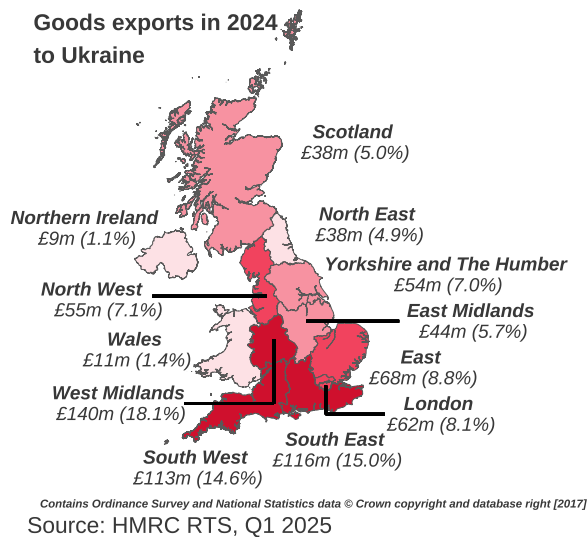 Goods exports in 2024
to Ukraine
Scotland
£38m (5.0%)
Northern Ireland
£9m (1.1%)
North East
£38m (4.9%)
Yorkshire and The Humber
£54m (7.0%)
North West
£55m (7.1%)
East Midlands
£44m (5.7%)
Wales
£11m (1.4%)
East
£68m (8.8%)
West Midlands
£140m (18.1%)
London
£62m (8.1%)
South East
£116m (15.0%)
South West
£113m (14.6%)
Contains Ordinance Survey and National Statistics data © Crown copyright and database right [2017]
Source: HMRC RTS, Q1 2025